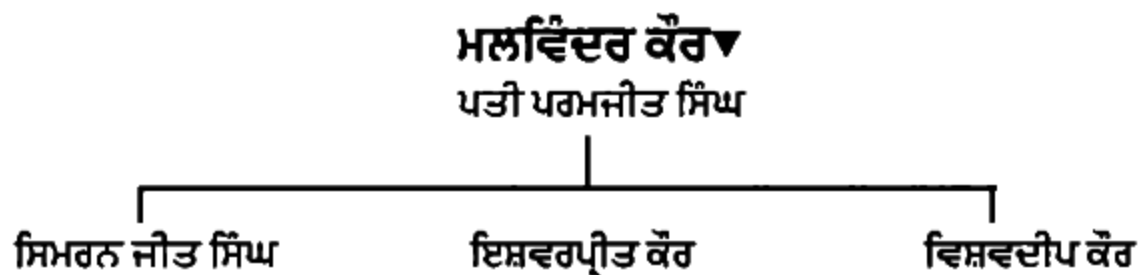 ਮਲਵਿੰਦਰ ਕੌਰ▼
ਪਤੀ ਪਰਮਜੀਤ ਸਿੰਘ
ਸਿਮਰਨ ਜੀਤ ਸਿੰਘ ਇਸ਼ਵਰਪ੍ਰੀਤ ਕੌਰ ਵਿਸ਼ਵਦੀਪ ਕੌਰ